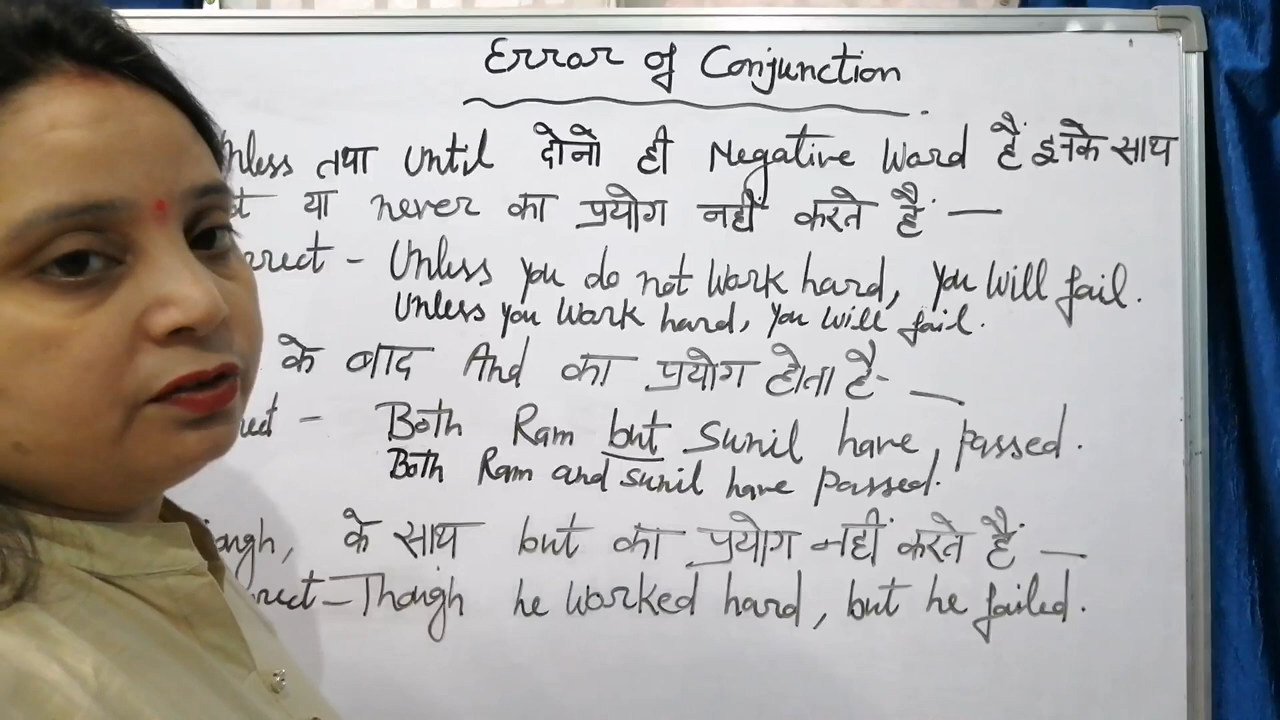 Error of Conjunction
nless तथा until दोनों ही Negative Word हैं इनके साथ
t या never का प्रयोग नहीं करते हैं —
rrect - Unless you do not work hard, you will fail.
Unless you work hard, you will fail.
के बाद And का प्रयोग होता है- —
rect - Both Ram but Sunil have passed.
Both Ram and sunil have passed.
ough, के साथ but का प्रयोग नहीं करते हैं —
rrect - Though he worked hard, but he failed.